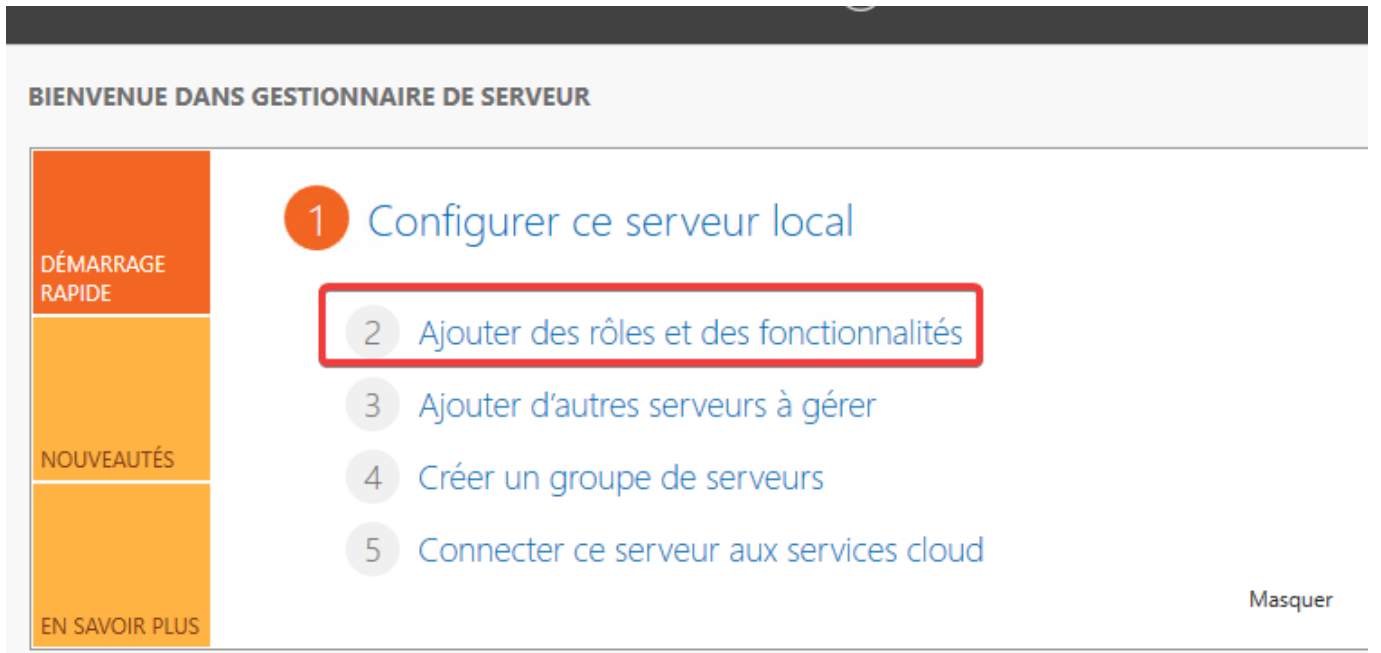 BIENVENUE DANS GESTIONNAIRE DE SERVEUR
DÉMARRAGE
RAPIDE
NOUVEAUTÉS
EN SAVOIR PLUS
1 Configurer ce serveur local
2 Ajouter des rôles et des fonctionnalités
3 Ajouter d’autres serveurs à gérer
4 Créer un groupe de serveurs
5 Connecter ce serveur aux services cloud
Masquer